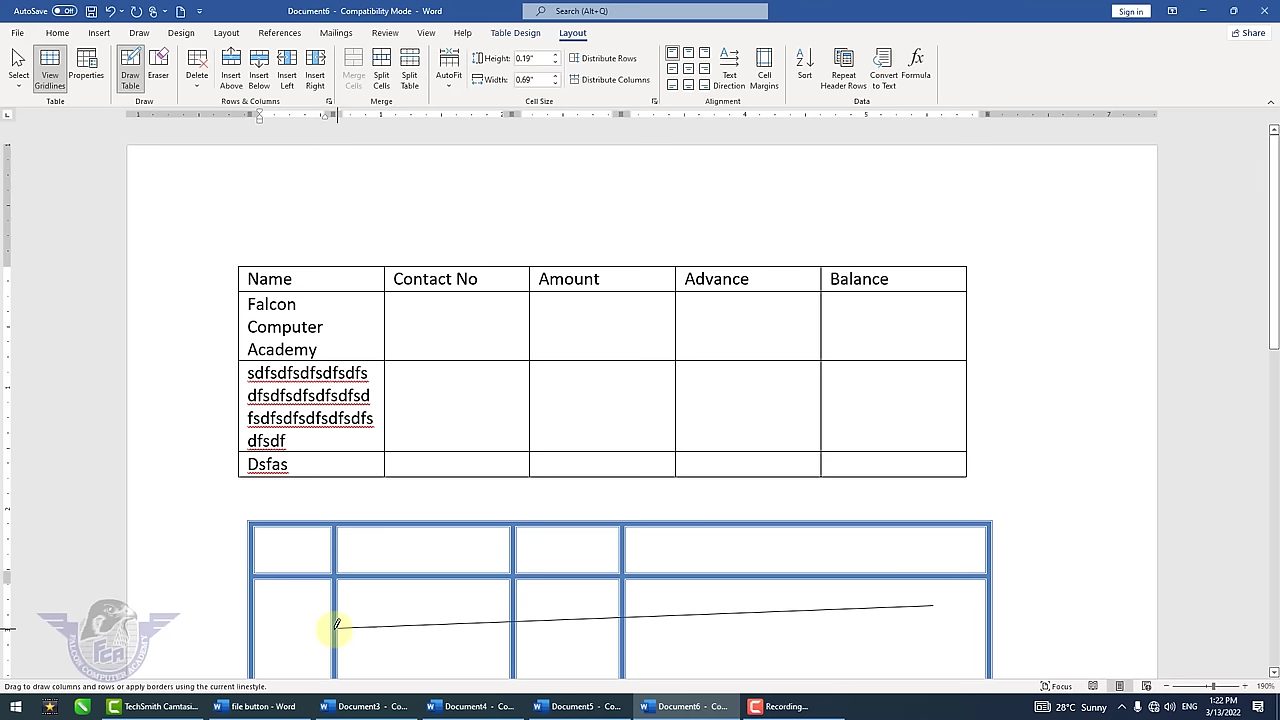 AutoSave Off
Document6 - Compatibility Mode - Word
Search (Alt+Q)
Sign in
File Home Insert Draw Design Layout References Mailings Review View Help Table Design Layout
Share
Select View Gridlines Properties
Table
Draw Table Eraser
Draw
Delete Insert Above Insert Below Insert Left Insert Right
Rows & Columns
Merge Cells Split Cells Split Table
Merge
AutoFit
Height: 0.19"
Width: 0.69"
Distribute Rows
Distribute Columns
Cell Size
Text Direction Cell Margins
Alignment
Sort Repeat Header Rows Convert to Text Formula
Data
Name Contact No Amount Advance Balance
Falcon
Computer
Academy
sdfsdfsdfsdfsdfs
dfsdfsdfsdfsdfsd
fsdfsdfsdfsdfsdfs
dfsdf
Dsfas
FCA
FALCON COMPUTER ACADEMY
Drag to draw columns and rows or apply borders using the current linestyle.
Focus
190%
TechSmith Camtasi...
file button - Word
Document3 - Co...
Document4 - Co...
Document5 - Co...
Document6 - Co...
Recording...
28°C Sunny
ENG
1:22 PM
3/13/2022